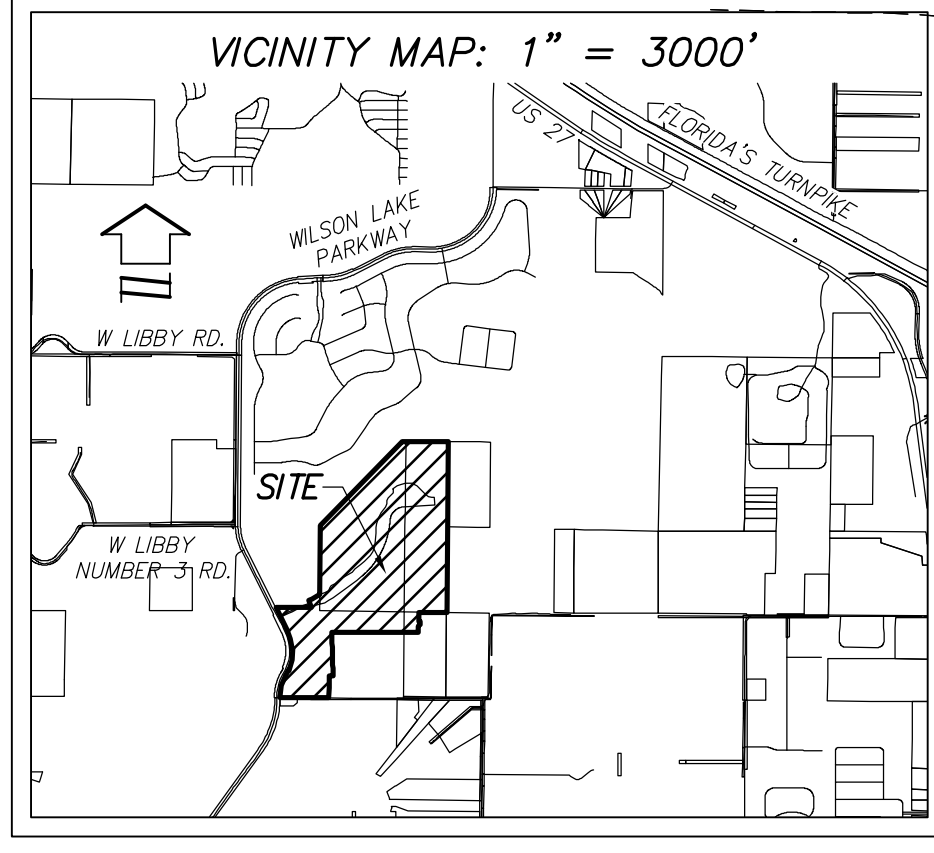 VICINITY MAP: 1" = 3000'
US 27
FLORIDA'S TURNPIKE
WILSON LAKE
PARKWAY
W LIBBY RD.
SITE
W LIBBY
NUMBER 3 RD.